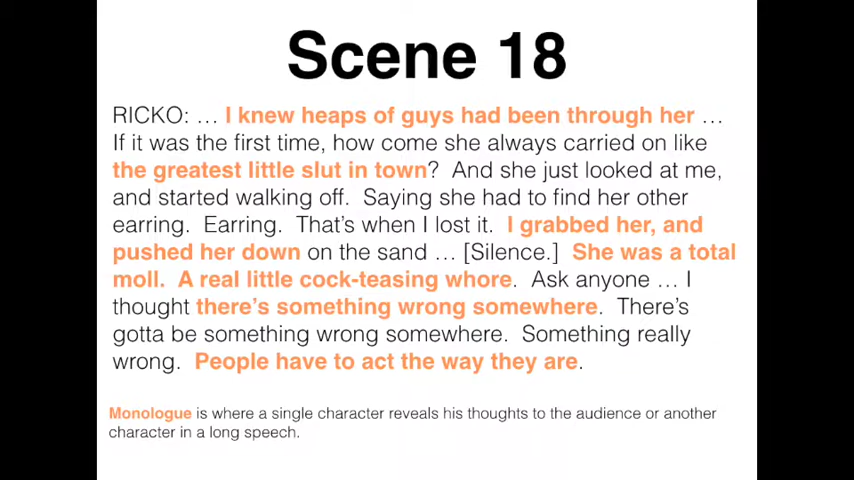 Scene 18
RICKO: … I knew heaps of guys had been through her …
If it was the first time, how come she always carried on like
the greatest little slut in town? And she just looked at me,
and started walking off. Saying she had to find her other
earring. Earring. That's when I lost it. I grabbed her, and
pushed her down on the sand … [Silence.] She was a total
moll. A real little cock-teasing whore. Ask anyone … I
thought there's something wrong somewhere. There's
gotta be something wrong somewhere. Something really
wrong. People have to act the way they are.
Monologue is where a single character reveals his thoughts to the audience or another
character in a long speech.